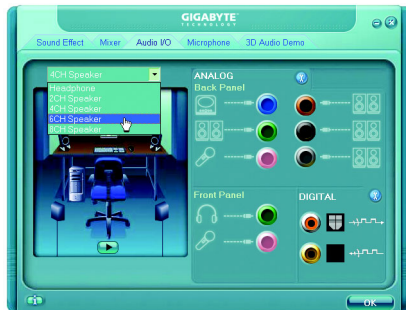 GIGABYTE
TECHNOLOGY
Sound Effect Mixer Audio I/O Microphone 3D Audio Demo
4CH Speaker
Headphone
2CH Speaker
4CH Speaker
6CH Speaker
8CH Speaker
ANALOG
Back Panel
Front Panel
DIGITAL
OK